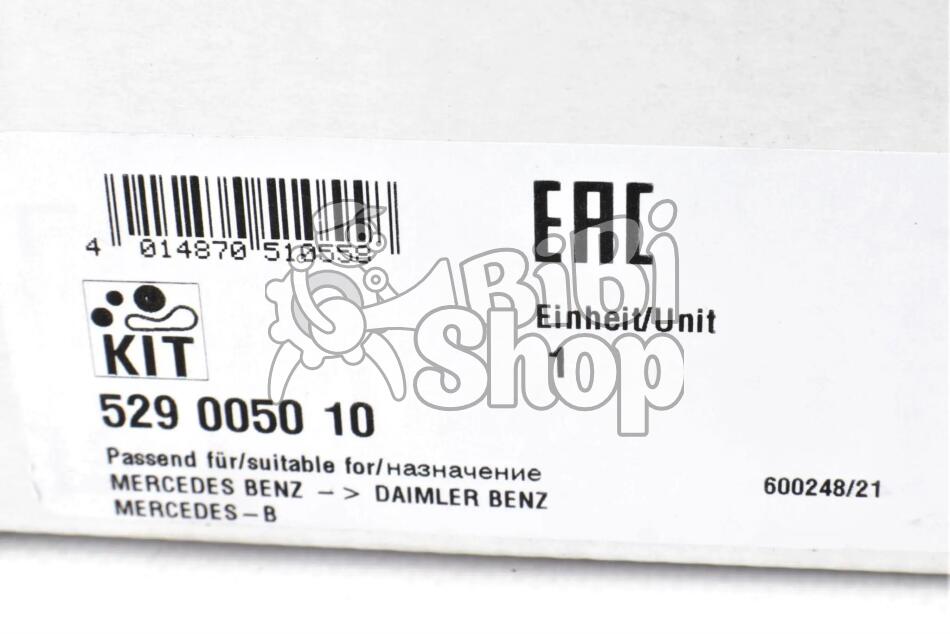 4 014870 510558
EAC
Einheit/Unit
1
KIT
529 0050 10
Passend für/suitable for/назначение
MERCEDES BENZ –> DAIMLER BENZ
MERCEDES–B
600248/21
BiBi
Shop